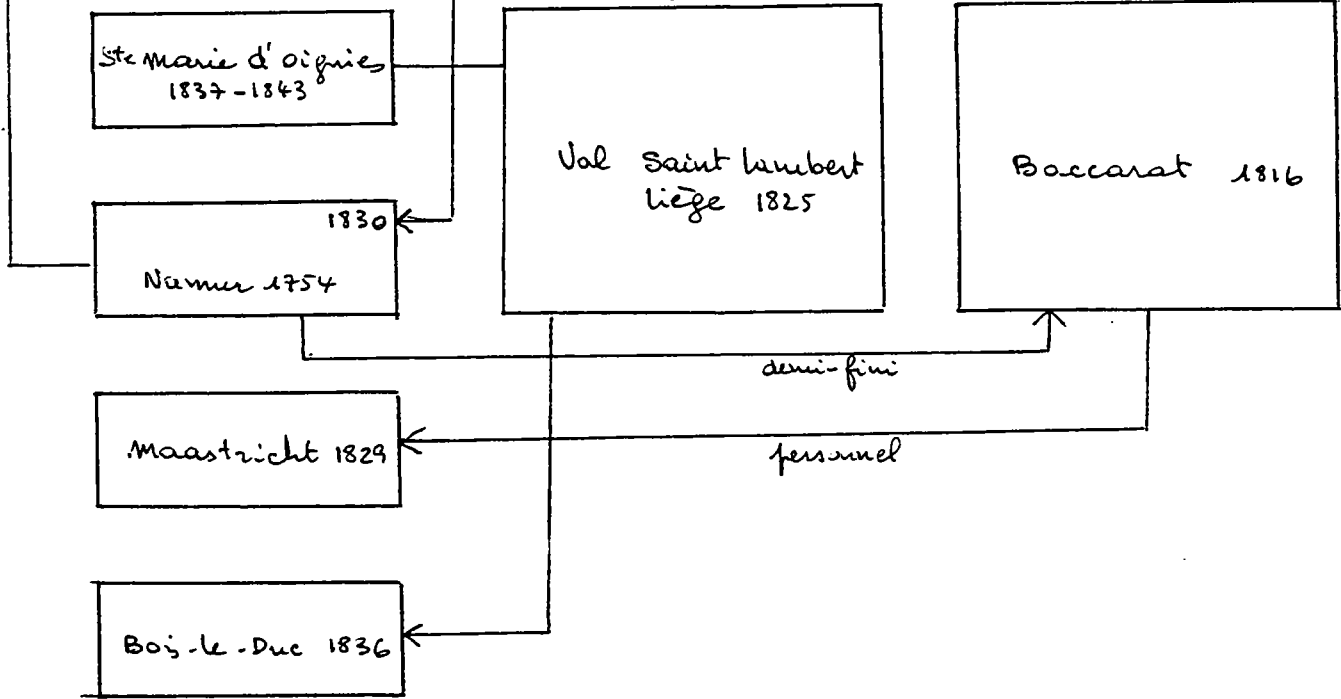 Ste Marie d'Oignies
1837-1843
Val Saint Lambert
Liège 1825
Baccarat 1816
1830
Namur 1754
demi-fini
Maastricht 1829
personnel
Bois-le-Duc 1836